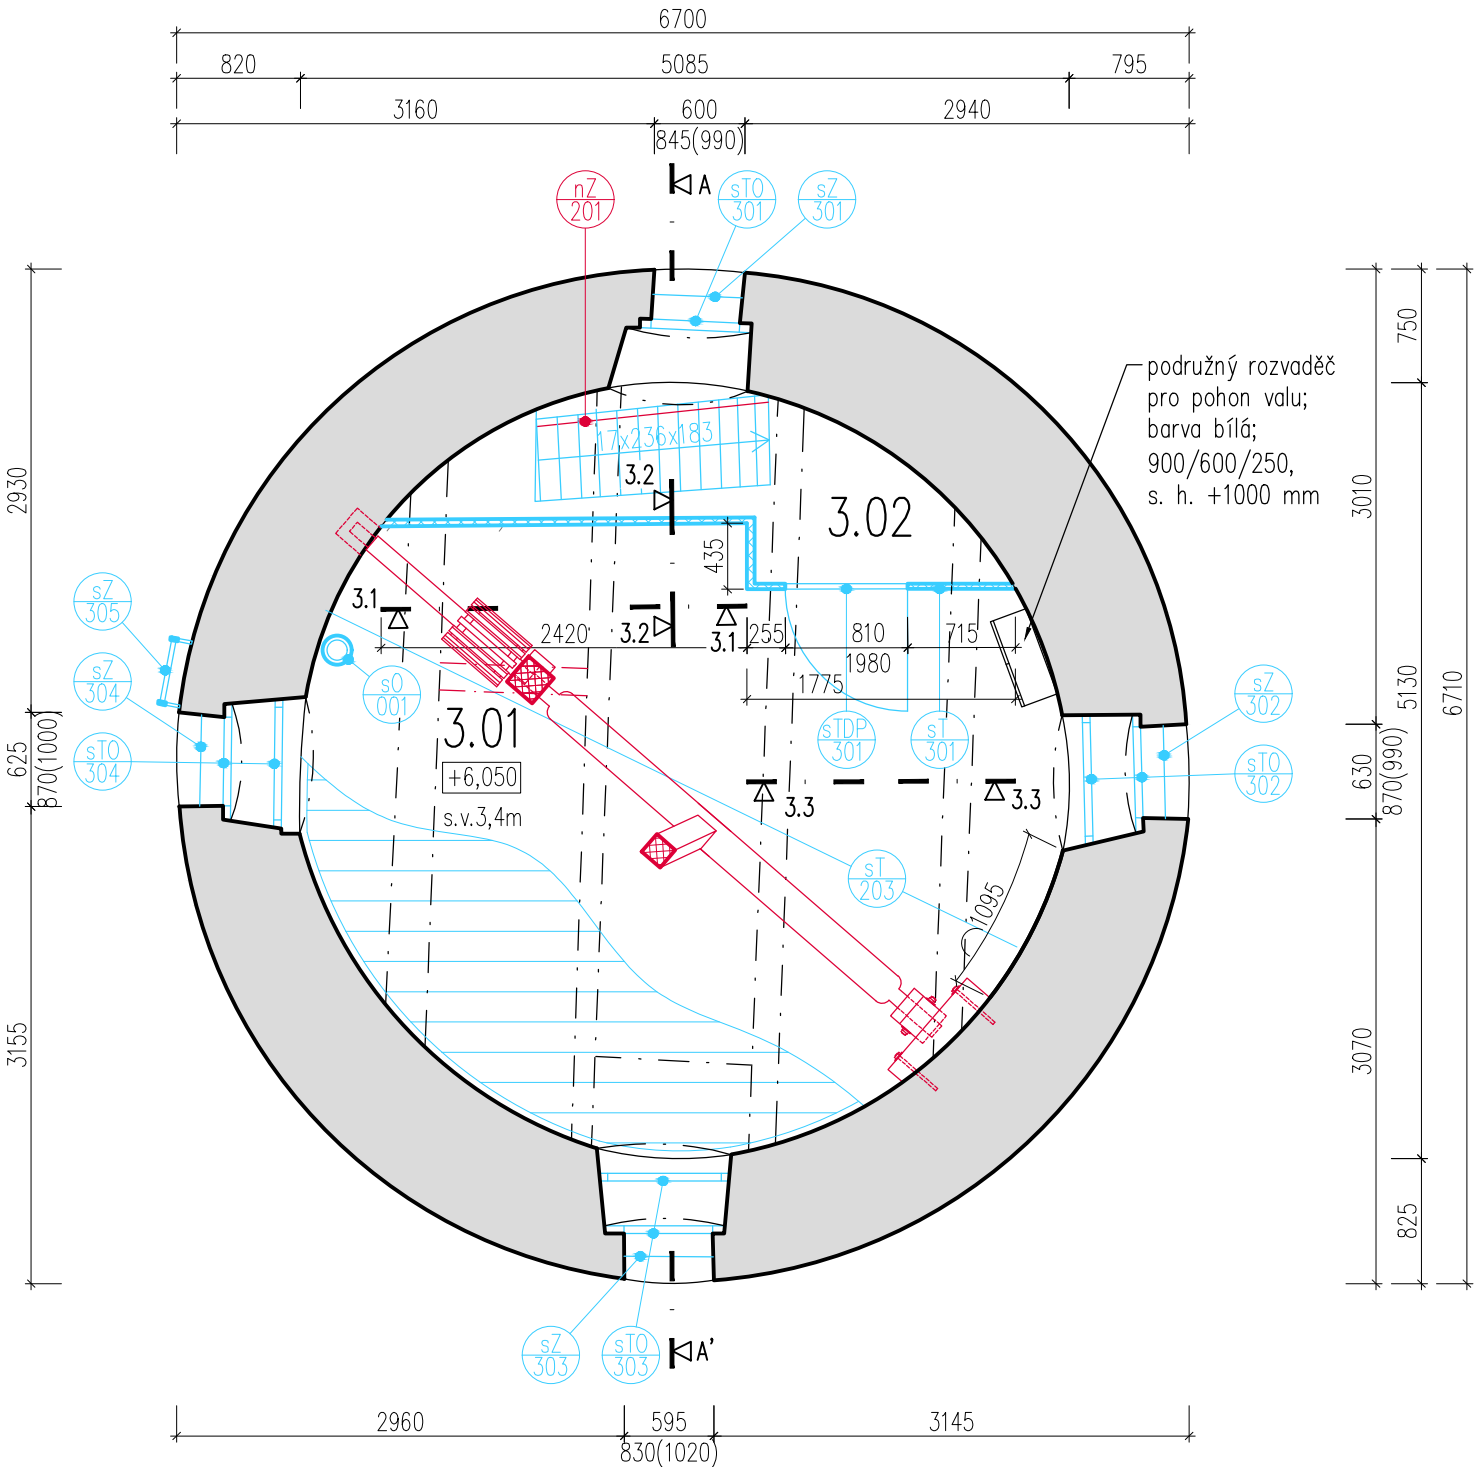 6700
820
5085
795
3160
600
2940
845(990)
A
nZ
201
sTO
301
sZ
301
podružný rozvaděč
pro pohon valu;
barva bílá;
900/600/250,
s. h. +1000 mm
750
3010
2930
17x236x183
3.2
3.02
435
3.1
2420
3.2
3.1
255
810
715
1980
1775
sZ
305
sZ
304
sTO
304
sO
001
3.01
+6,050
s.v.3,4m
sTDP
301
sT
301
sZ
302
sTO
302
5130
6710
625
870(1000)
630
870(990)
3.3
3.3
sT
203
1095
3155
3070
825
sZ
303
sTO
303
A'
2960
595
3145
830(1020)